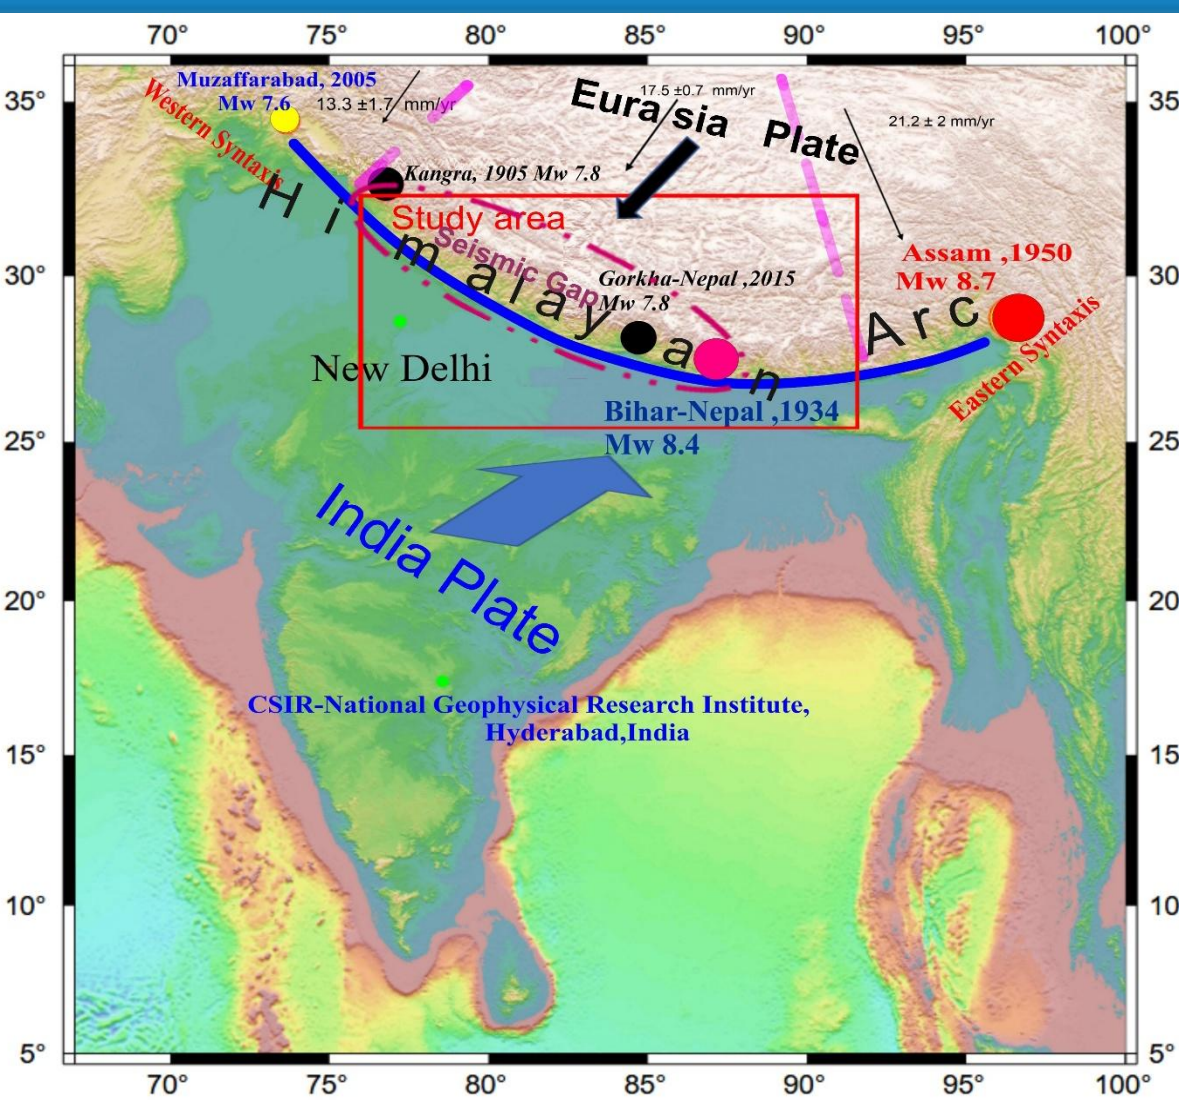 70° 75° 80° 85° 90° 95° 100°
35° 35
Muzaffarabad, 2005
Mw 7.6
13.3 ±1.7 mm/yr
17.5 ±0.7 mm/yr
21.2 ± 2 mm/yr
Western Syntaxis
Eurasia Plate
Kangra, 1905 Mw 7.8
Study area
Seismic Gap
Himalayan Arc
Gorkha-Nepal ,2015
Mw 7.8
Assam ,1950
Mw 8.7
Eastern Syntaxis
30° 30
New Delhi
Bihar-Nepal ,1934
Mw 8.4
25° 25
India Plate
20° 20
CSIR-National Geophysical Research Institute,
Hyderabad,India
15° 15
10° 10
5° 5°
70° 75° 80° 85° 90° 95° 100°